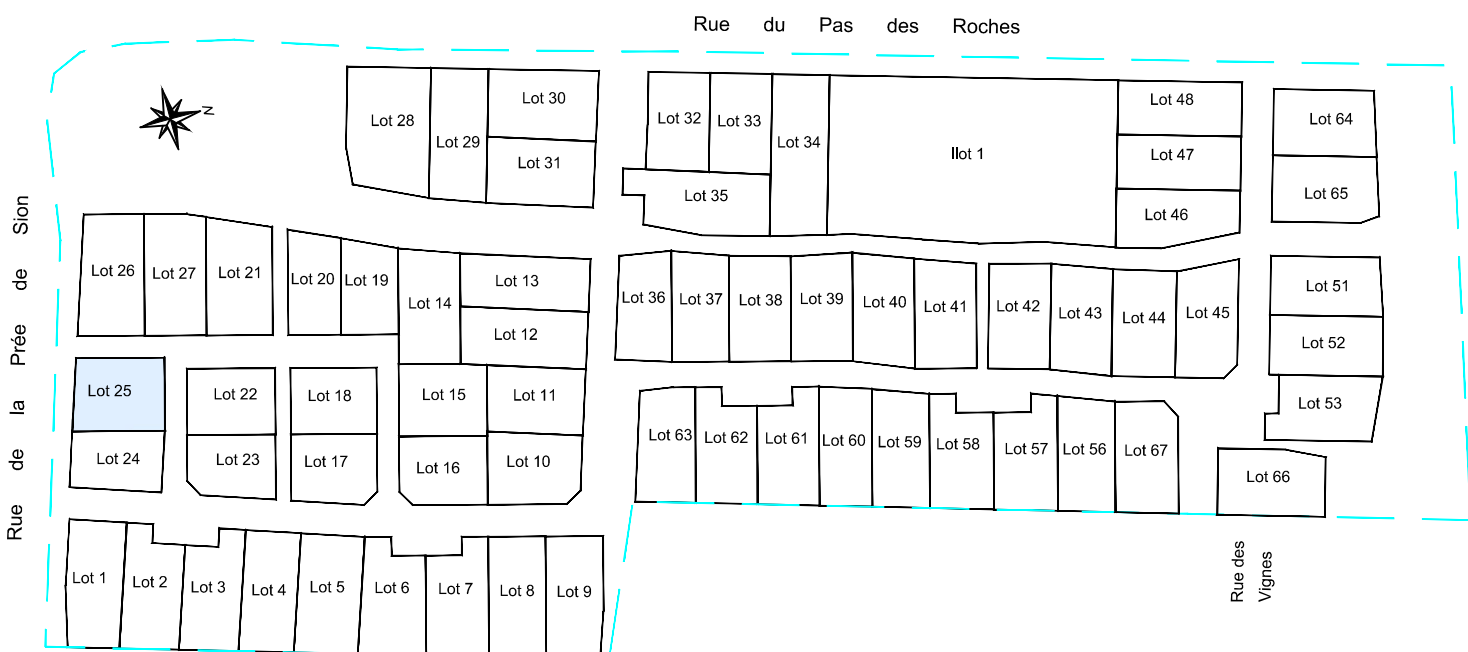 Rue du Pas des Roches
N
Lot 28
Lot 29
Lot 30
Lot 31
Lot 32
Lot 33
Lot 34
Lot 35
Ilot 1
Lot 48
Lot 47
Lot 46
Lot 64
Lot 65
Rue de la Prée de Sion
Lot 26
Lot 27
Lot 21
Lot 20
Lot 19
Lot 14
Lot 13
Lot 12
Lot 36
Lot 37
Lot 38
Lot 39
Lot 40
Lot 41
Lot 42
Lot 43
Lot 44
Lot 45
Lot 51
Lot 52
Lot 53
Lot 25
Lot 24
Lot 22
Lot 23
Lot 18
Lot 17
Lot 15
Lot 16
Lot 11
Lot 10
Lot 63
Lot 62
Lot 61
Lot 60
Lot 59
Lot 58
Lot 57
Lot 56
Lot 67
Lot 66
Lot 1
Lot 2
Lot 3
Lot 4
Lot 5
Lot 6
Lot 7
Lot 8
Lot 9
Rue des
Vignes